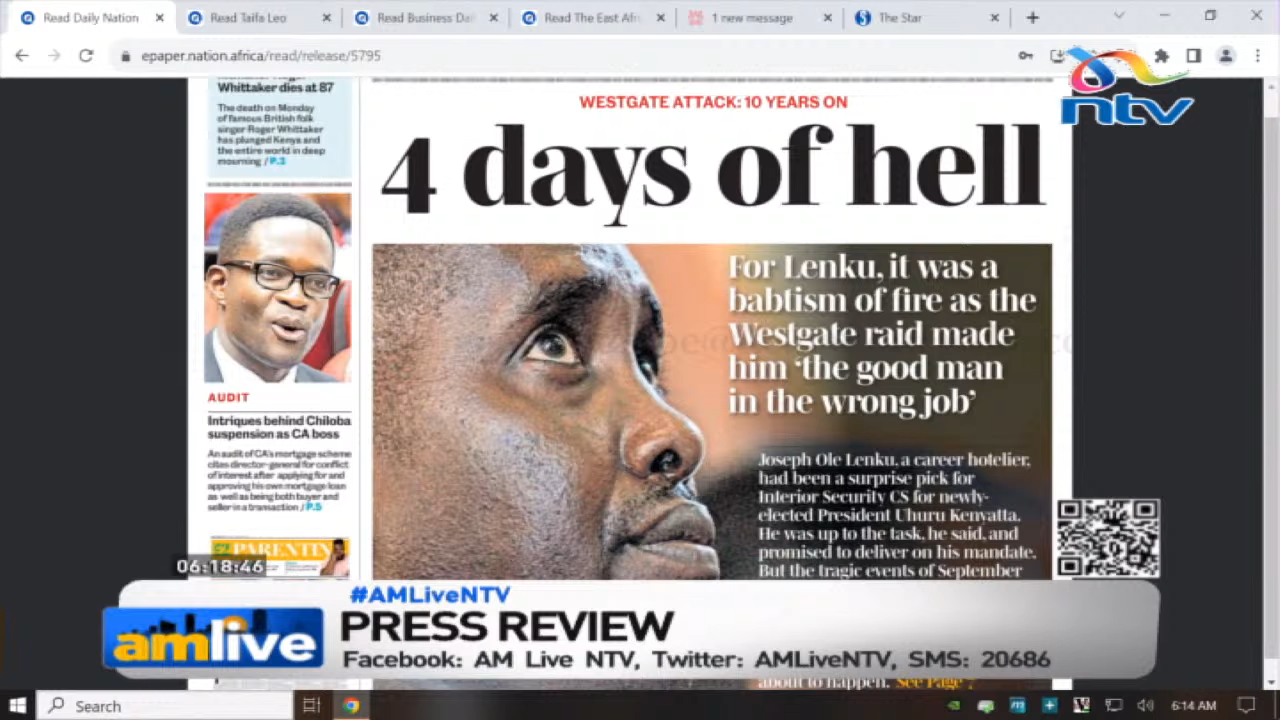 Read Daily Nation
Read Taifa Leo
Read Business Dai
Read The East Afri
1 new message
The Star
epaper.nation.africa/read/release/5795
ntv
Whittaker dies at 87
The death on Monday
of famous British folk
singer Roger Whittaker
has plunged Kenya and
the entire world in deep
mourning / P.3
AUDIT
Intriques behind Chiloba
suspension as CA boss
An audit of CA's mortgage scheme
cites director-general for conflict
of interest after applying for and
approving his own mortgage loan
as well as being both buyer and
seller in a transaction / P.5
PARENTIN
WESTGATE ATTACK: 10 YEARS ON
4 days of hell
For Lenku, it was a
babtism of fire as the
Westgate raid made
him 'the good man
in the wrong job'
Joseph Ole Lenku, a career hotelier,
had been a surprise pick for
Interior Security CS for newly-
elected President Uhuru Kenyatta.
He was up to the task, he said, and
promised to deliver on his mandate.
But the tragic events of September
about to happen. See Page 7
06:18:46
#AMLiveNTV
amlive
PRESS REVIEW
Facebook: AM Live NTV, Twitter: AMLiveNTV, SMS: 20686
Search
6:14 AM